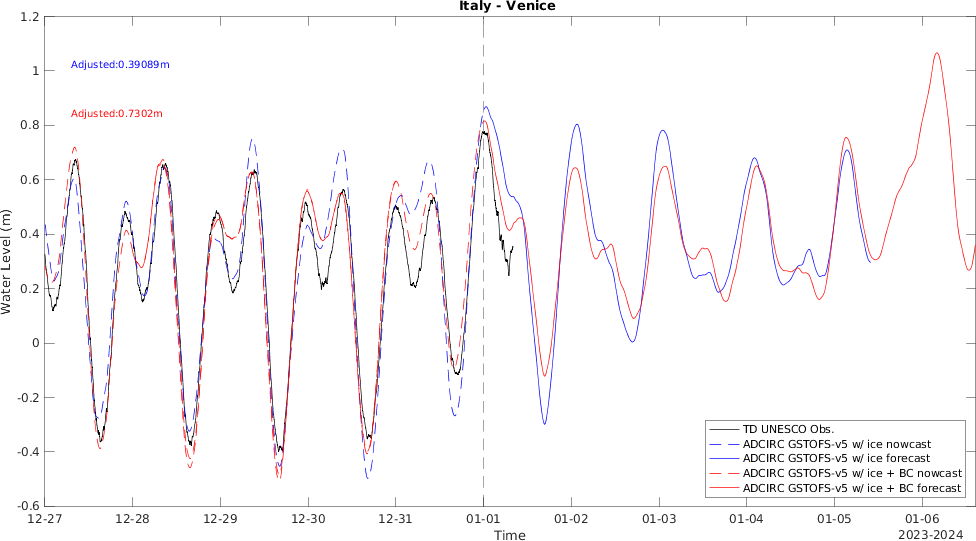 Italy - Venice
1.2
1
0.8
0.6
0.4
0.2
0
-0.2
-0.4
-0.6
Water Level (m)
Adjusted:0.39089m
Adjusted:0.7302m
TD UNESCO Obs.
ADCIRC GSTOFS-v5 w/ ice nowcast
ADCIRC GSTOFS-v5 w/ ice forecast
ADCIRC GSTOFS-v5 w/ ice + BC nowcast
ADCIRC GSTOFS-v5 w/ ice + BC forecast
12-27 12-28 12-29 12-30 12-31 01-01 01-02 01-03 01-04 01-05 01-06
Time
2023-2024